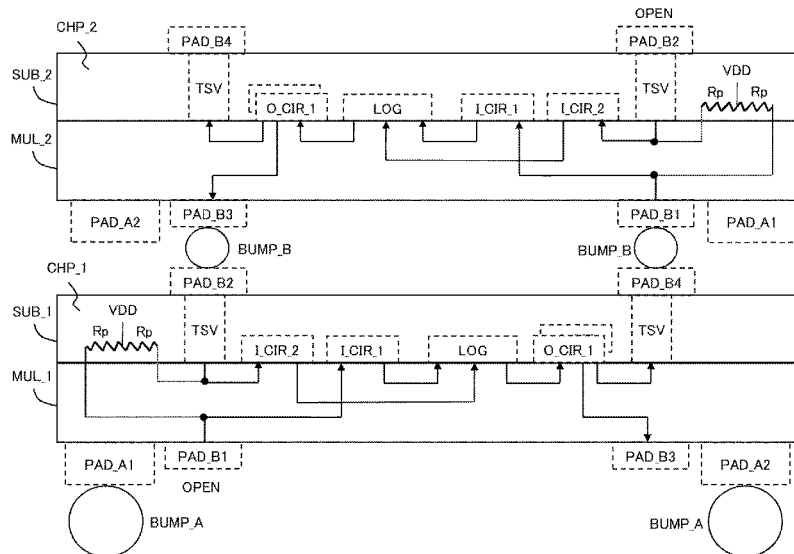 OPEN
CHP_2
PAD_B4
PAD_B2
VDD
SUB_2
TSV
TSV
Rp
Rp
O_CIR_1
LOG
I_CIR_1
I_CIR_2
MUL_2
PAD_A2
PAD_B3
PAD_B1
PAD_A1
BUMP_B
BUMP_B
CHP_1
PAD_B2
PAD_B4
SUB_1
VDD
Rp
Rp
TSV
TSV
I_CIR_2
I_CIR_1
LOG
O_CIR_1
MUL_1
PAD_A1
PAD_B1
PAD_B3
PAD_A2
OPEN
BUMP_A
BUMP_A